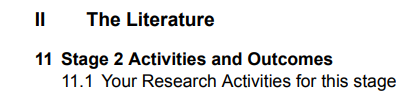 II The Literature
11 Stage 2 Activities and Outcomes
11.1 Your Research Activities for this stage